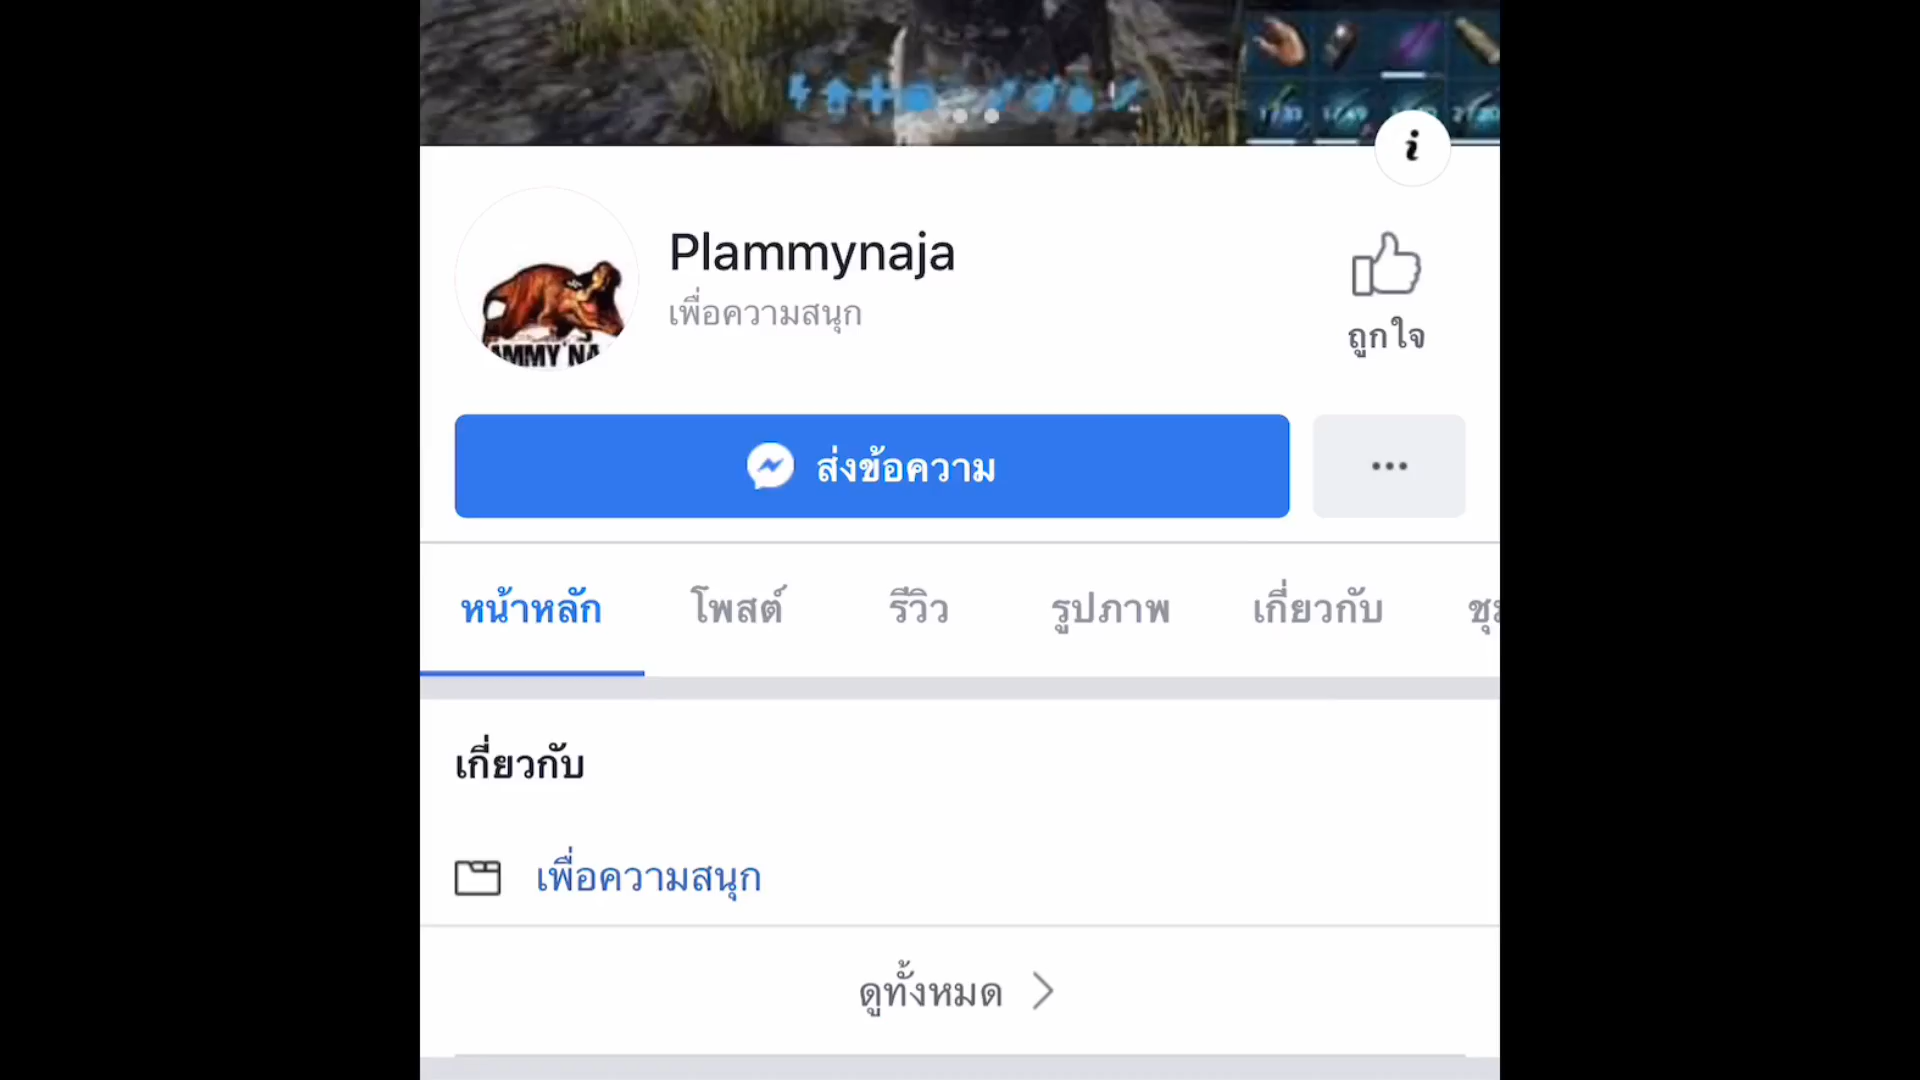 Plammynaja
เพื่อความสนุก
ถูกใจ
AMMY NA
ส่งข้อความ
หน้าหลัก โพสต์ รีวิว รูปภาพ เกี่ยวกับ
เกี่ยวกับ
เพื่อความสนุก
ดูทั้งหมด